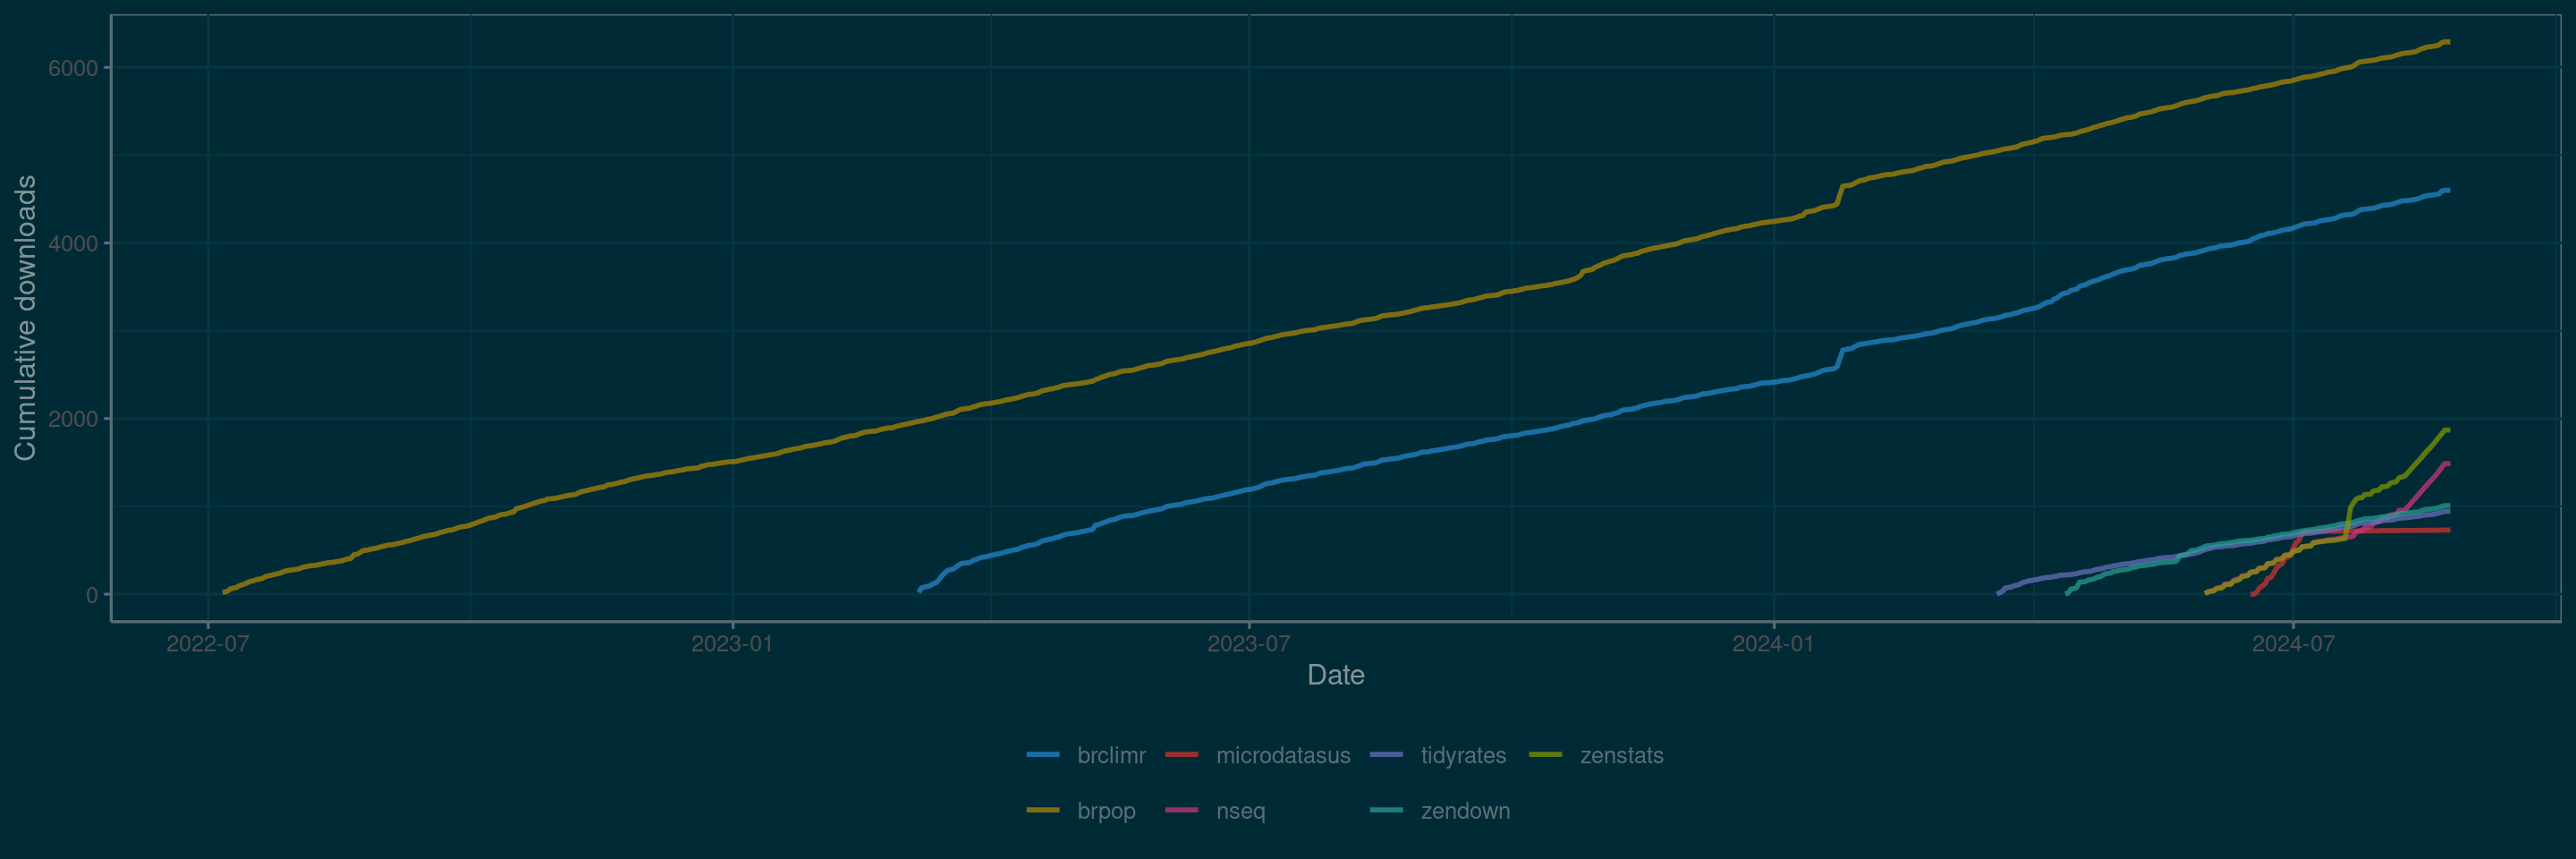 Cumulative downloads
6000
4000
2000
0
2022-07 2023-01 2023-07 2024-01 2024-07
Date
brclimr microdatasus tidyrates zenstats
brpop nseq zendown